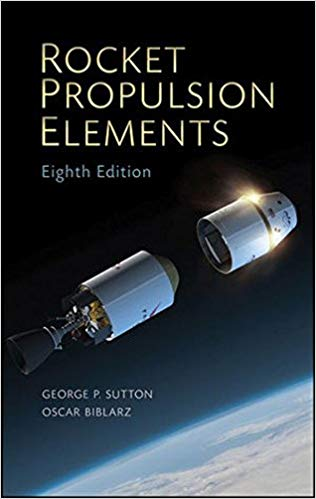 ROCKET
PROPULSION
ELEMENTS
Eighth Edition
GEORGE P. SUTTON
OSCAR BIBLARZ